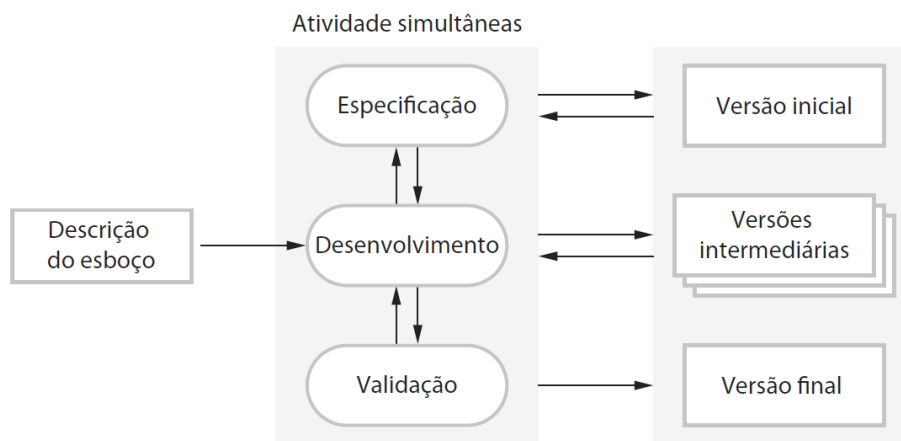 Atividade simultâneas
Especificação
Versão inicial
Descrição
do esboço
Desenvolvimento
Versões
intermediárias
Validação
Versão final